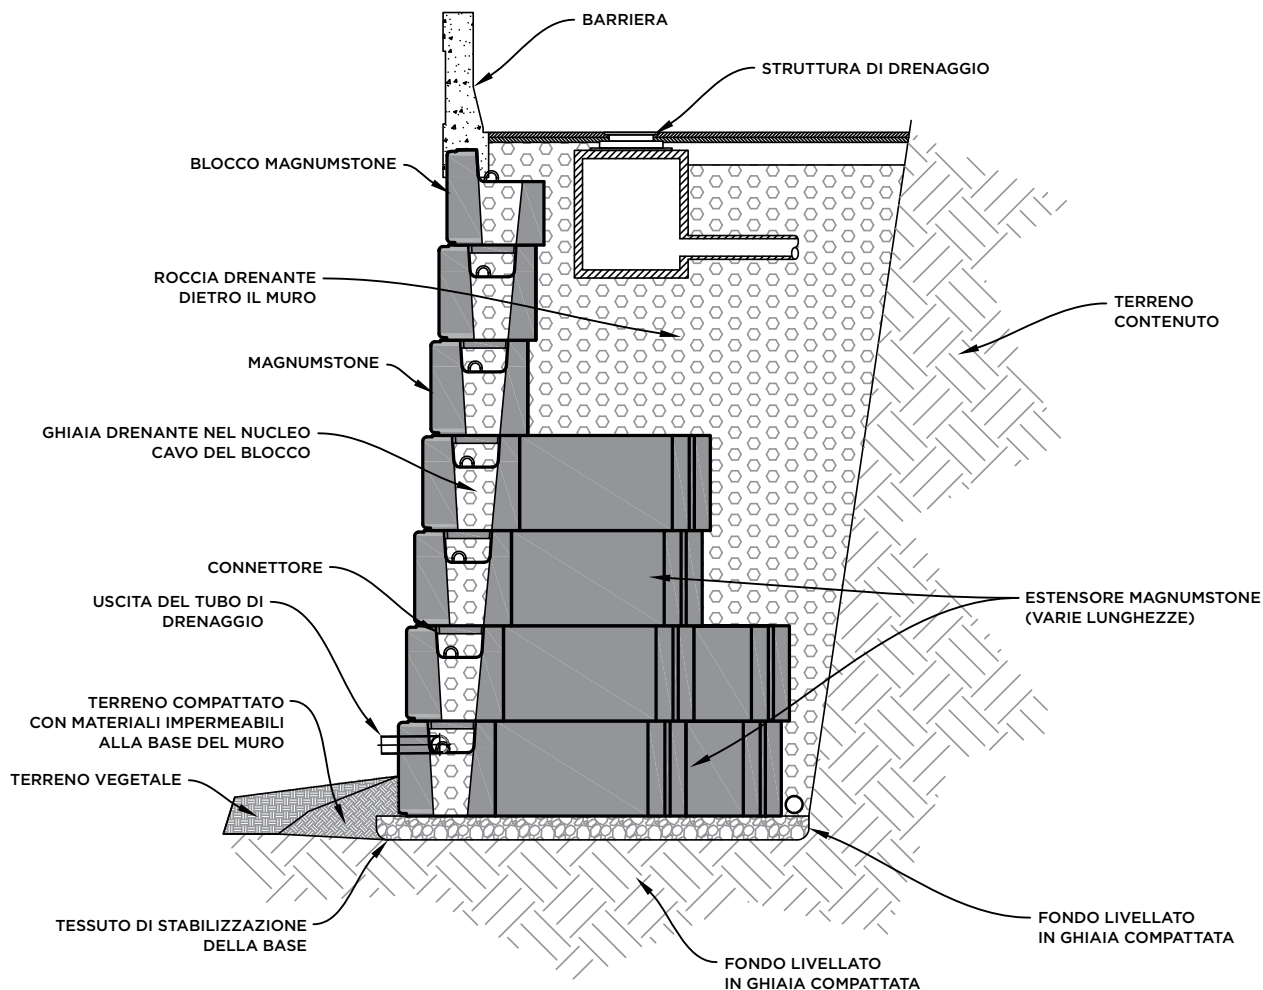 BARRIERA
STRUTTURA DI DRENAGGIO
BLOCCO MAGNUMSTONE
ROCCIA DRENANTE
DIETRO IL MURO
TERRENO
CONTENUTO
MAGNUMSTONE
GHIAIA DRENANTE NEL NUCLEO
CAVO DEL BLOCCO
CONNETTORE
USCITA DEL TUBO DI
DRENAGGIO
ESTENSORE MAGNUMSTONE
(VARIE LUNGHEZZE)
TERRENO COMPATTATO
CON MATERIALI IMPERMEABILI
ALLA BASE DEL MURO
TERRENO VEGETALE
TESSUTO DI STABILIZZAZIONE
DELLA BASE
FONDO LIVELLATO
IN GHIAIA COMPATTATA
FONDO LIVELLATO
IN GHIAIA COMPATTATA